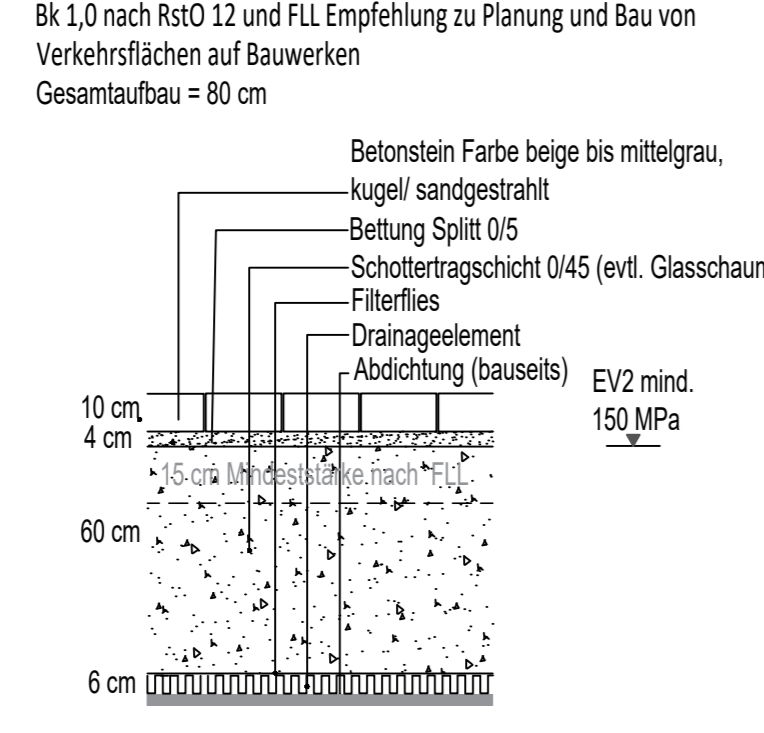 Bk 1,0 nach RstO 12 und FLL Empfehlung zu Planung und Bau von
Verkehrsflächen auf Bauwerken
Gesamtaufbau = 80 cm
Betonstein Farbe beige bis mittelgrau,
kugel/ sandgestrahlt
Bettung Splitt 0/5
Schottertragschicht 0/45 (evtl. Glasschaum
Filterflies
Drainageelement
Abdichtung (bauseits)
EV2 mind.
150 MPa
10 cm
4 cm
15 cm Mindeststärke nach FLL
60 cm
6 cm